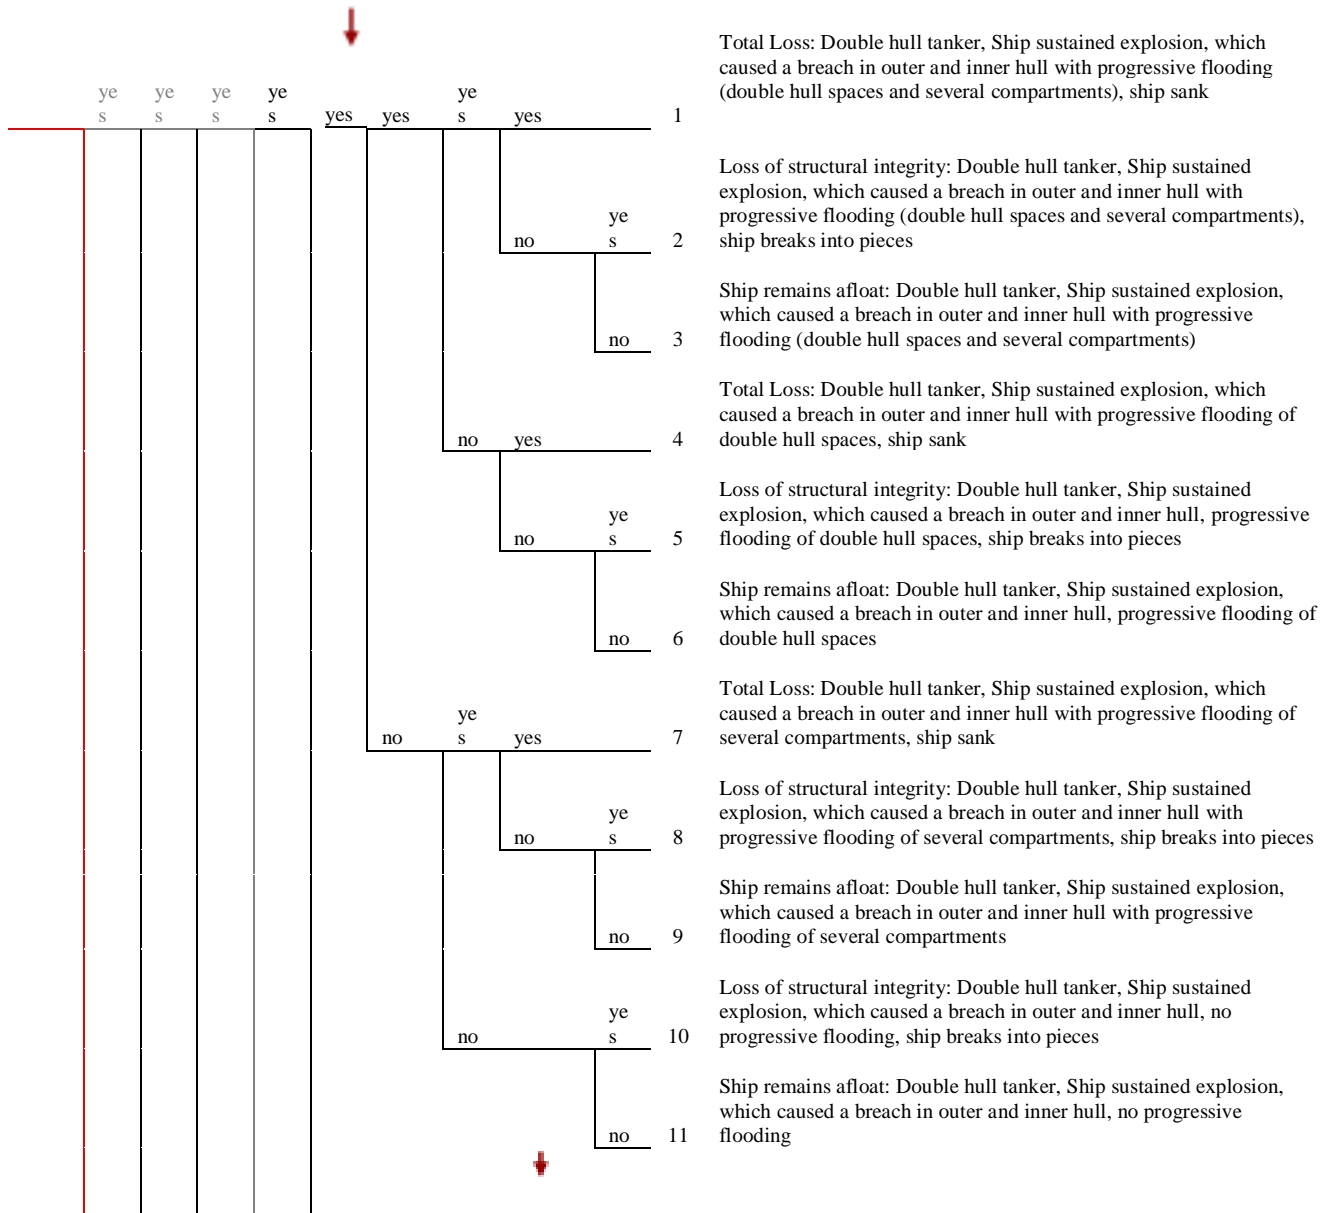 Total Loss: Double hull tanker, Ship sustained explosion, which
caused a breach in outer and inner hull with progressive flooding
(double hull spaces and several compartments), ship sank
ye ye ye ye ye
s s s s yes yes s yes 1
Loss of structural integrity: Double hull tanker, Ship sustained
explosion, which caused a breach in outer and inner hull with
progressive flooding (double hull spaces and several compartments),
ye
no s 2 ship breaks into pieces
Ship remains afloat: Double hull tanker, Ship sustained explosion,
which caused a breach in outer and inner hull with progressive
no 3 flooding (double hull spaces and several compartments)
Total Loss: Double hull tanker, Ship sustained explosion, which
caused a breach in outer and inner hull with progressive flooding of
no yes 4 double hull spaces, ship sank
Loss of structural integrity: Double hull tanker, Ship sustained
ye explosion, which caused a breach in outer and inner hull, progressive
no s 5 flooding of double hull spaces, ship breaks into pieces
Ship remains afloat: Double hull tanker, Ship sustained explosion,
which caused a breach in outer and inner hull, progressive flooding of
no 6 double hull spaces
Total Loss: Double hull tanker, Ship sustained explosion, which
ye caused a breach in outer and inner hull with progressive flooding of
no s yes 7 several compartments, ship sank
Loss of structural integrity: Double hull tanker, Ship sustained
ye explosion, which caused a breach in outer and inner hull with
no s 8 progressive flooding of several compartments, ship breaks into pieces
Ship remains afloat: Double hull tanker, Ship sustained explosion,
which caused a breach in outer and inner hull with progressive
no 9 flooding of several compartments
Loss of structural integrity: Double hull tanker, Ship sustained
ye explosion, which caused a breach in outer and inner hull, no
no s 10 progressive flooding, ship breaks into pieces
Ship remains afloat: Double hull tanker, Ship sustained explosion,
which caused a breach in outer and inner hull, no progressive
no 11 flooding